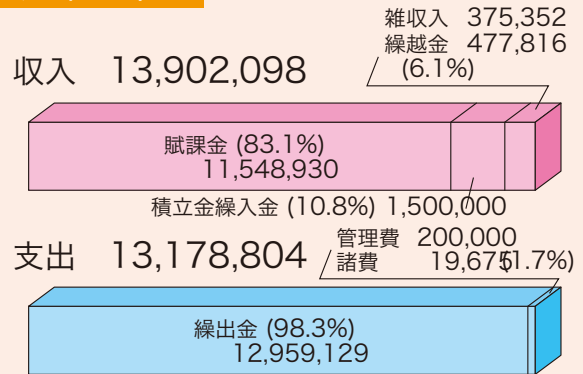 雑収入 375,352
繰越金 477,816
(6.1%)
収入 13,902,098
賦課金 (83.1%)
11,548,930
積立金繰入金 (10.8%) 1,500,000
支出 13,178,804
管理費 200,000
諸費 19,675(1.7%)
繰出金 (98.3%)
12,959,129